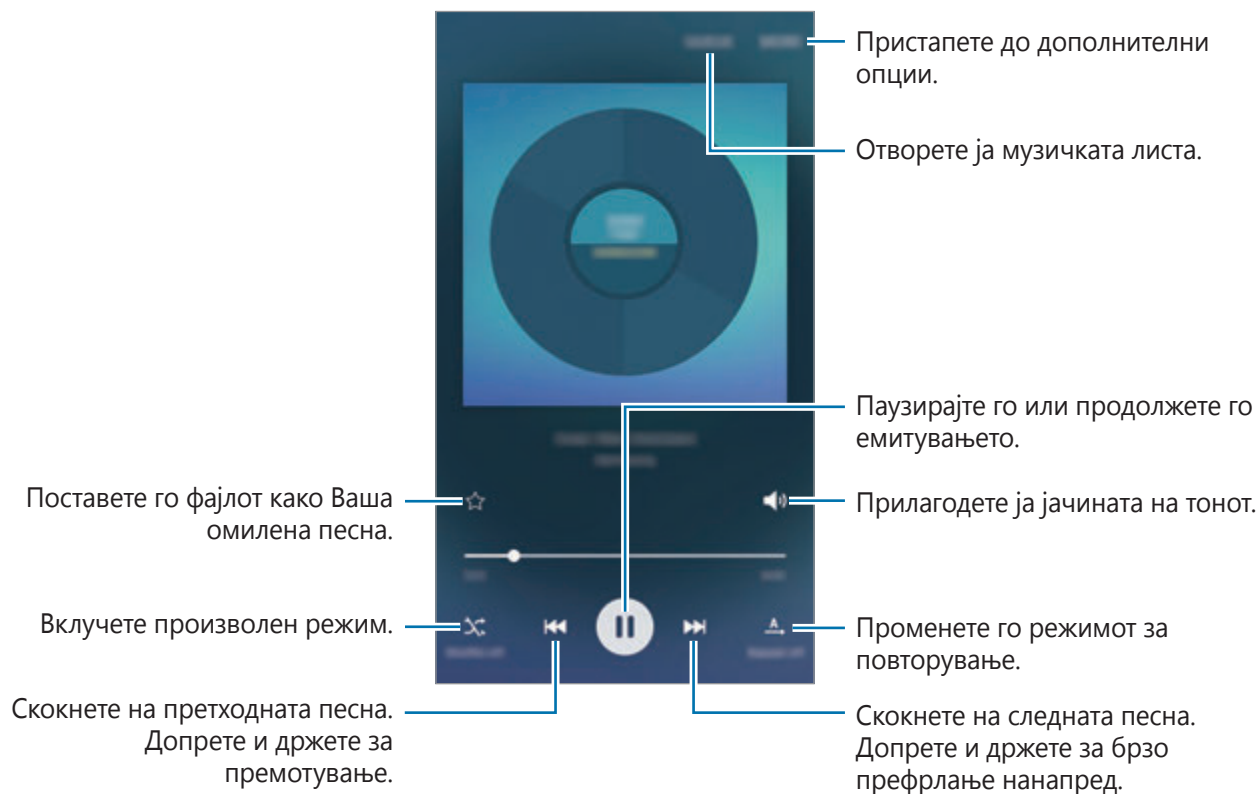 Пристапете до дополнителни
опции.
Отворете ја музичката листа.
Паузирајте го или продолжете го
емитувањето.
Поставете го фајлот како Ваша
омилена песна.
Прилагодете ја јачината на тонот.
Вклучете произволен режим.
Променете го режимот за
повторување.
Скокнете на претходната песна.
Допрете и држете за
премотување.
Скокнете на следната песна.
Допрете и држете за брзо
префрлање нанапред.